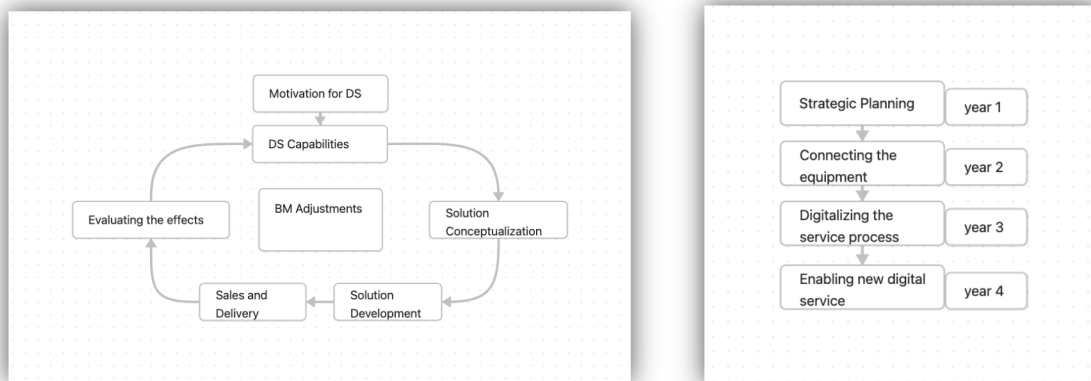 Motivation for DS
DS Capabilities
BM Adjustments
Evaluating the effects
Solution
Conceptualization
Sales and
Delivery
Solution
Development
Strategic Planning
year 1
Connecting the
equipment
year 2
Digitalizing the
service process
year 3
Enabling new digital
service
year 4